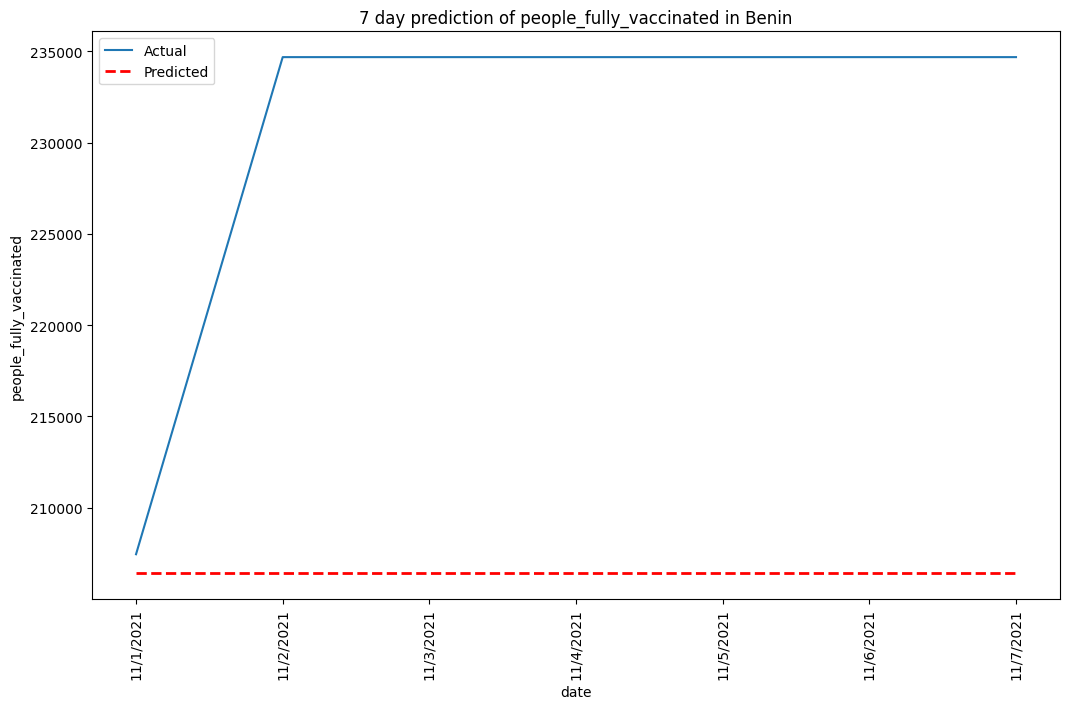 7 day prediction of people_fully_vaccinated in Benin
Actual
Predicted
235000
230000
225000
220000
215000
210000
people_fully_vaccinated
11/1/2021
11/2/2021
11/3/2021
11/4/2021
11/5/2021
11/6/2021
11/7/2021
date